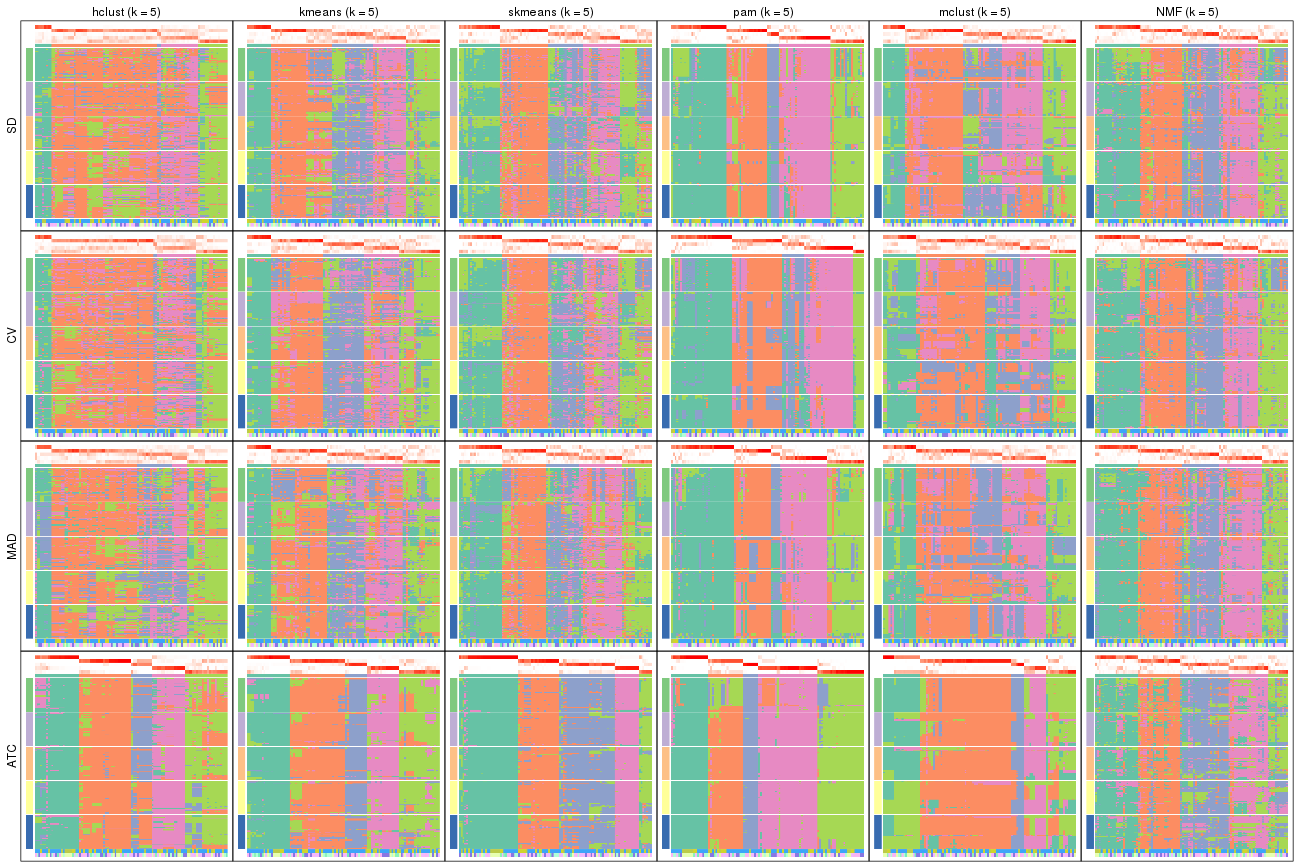 hclust (k = 5)
kmeans (k = 5)
skmeans (k = 5)
pam (k = 5)
mclust (k = 5)
NMF (k = 5)
SD
CV
MAD
ATC